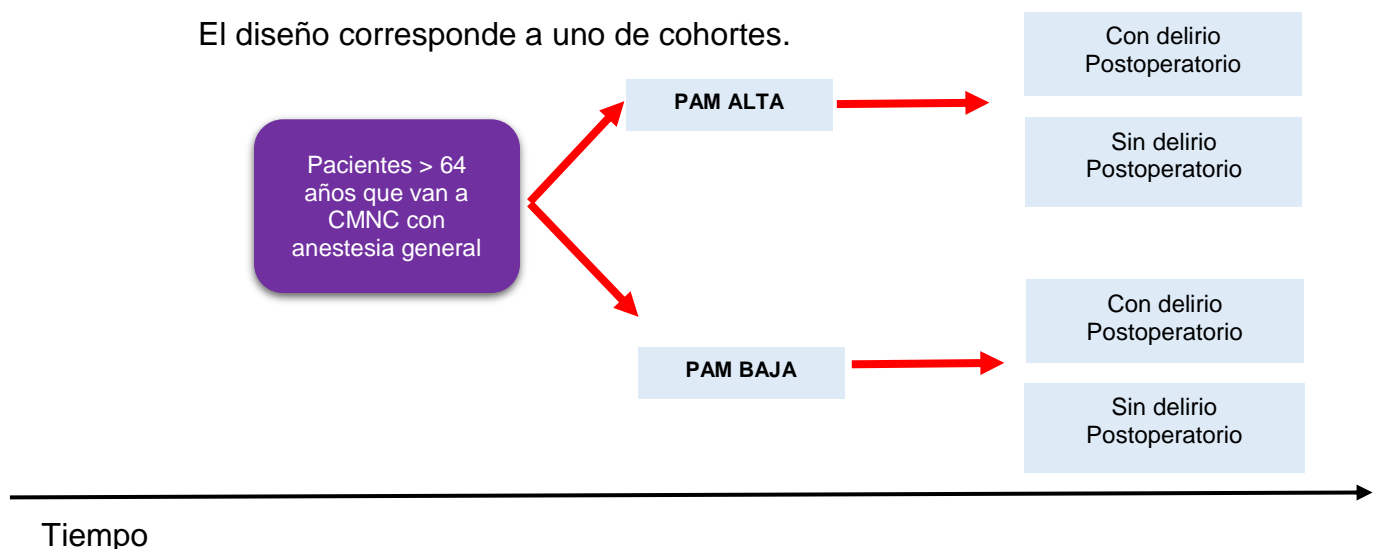 El diseño corresponde a uno de cohortes.
Con delirio
Postoperatorio
PAM ALTA
Sin delirio
Postoperatorio
Pacientes > 64
años que van a
CMNC con
anestesia general
Con delirio
Postoperatorio
PAM BAJA
Sin delirio
Postoperatorio
Tiempo